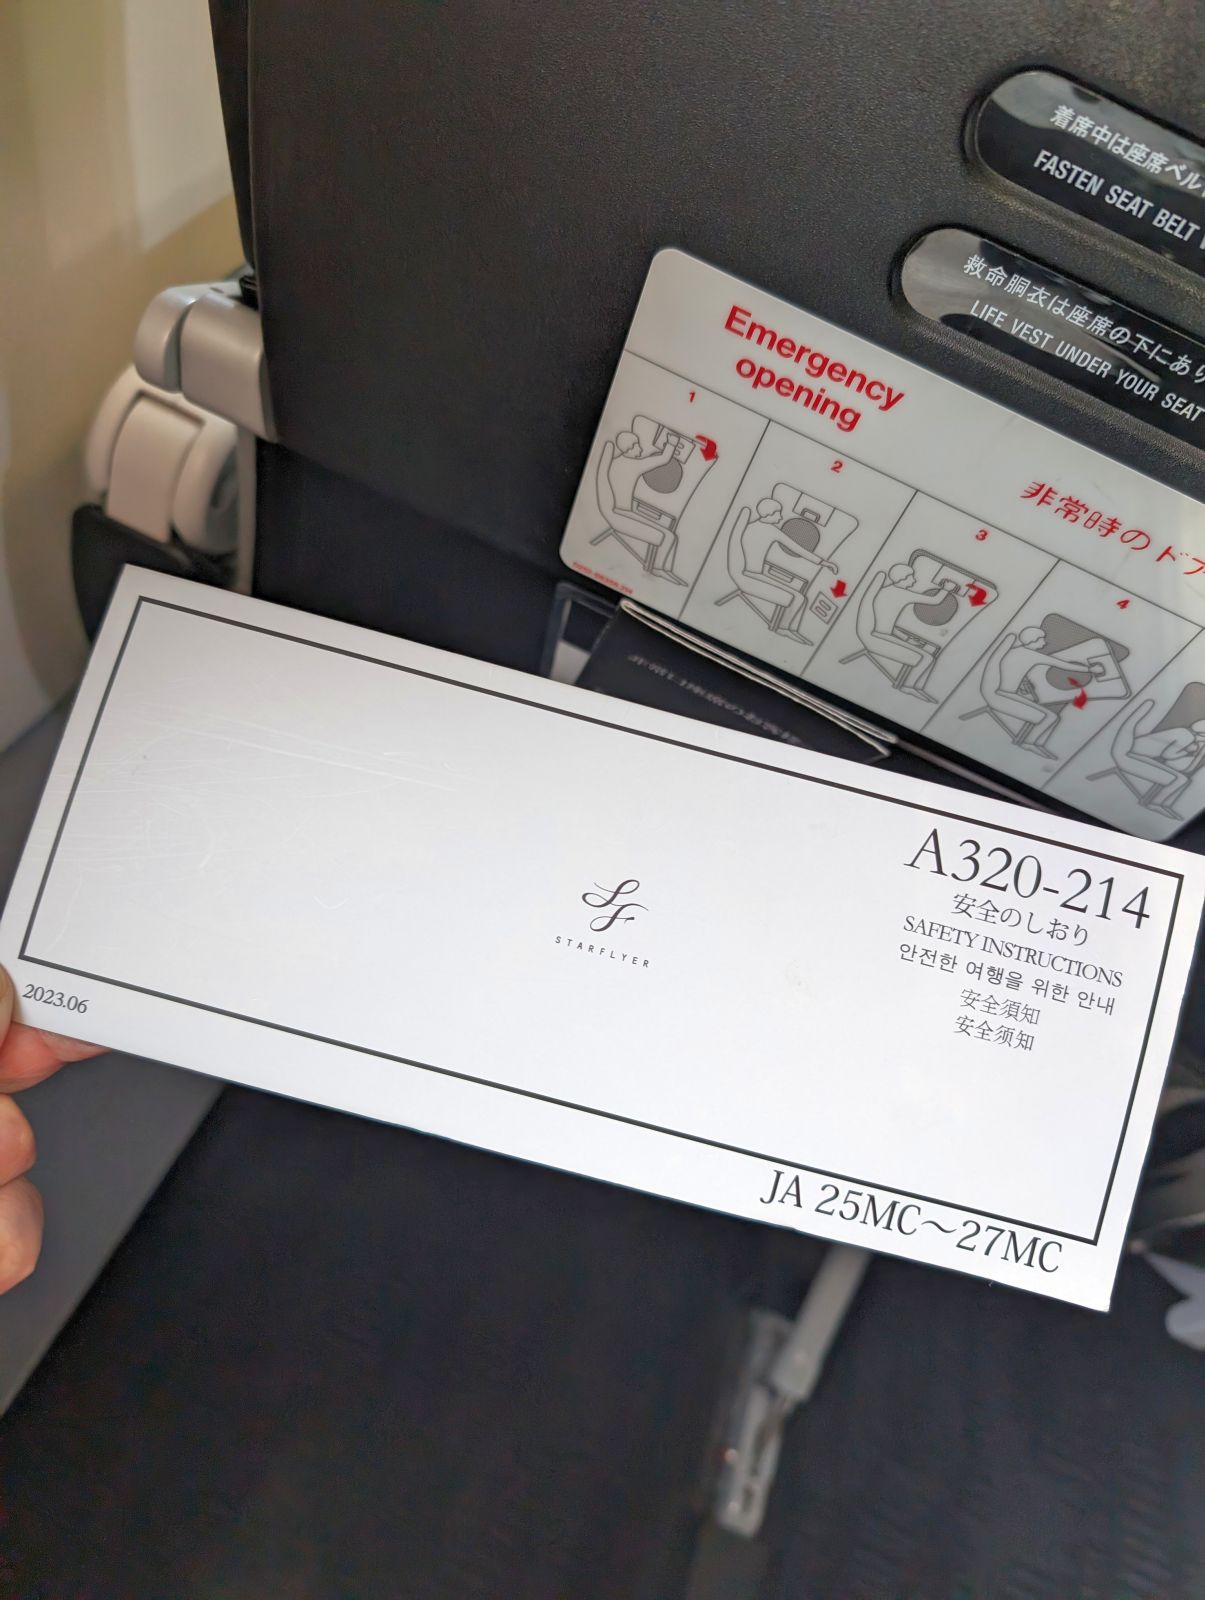 着席中は座席ベル
FASTEN SEAT BELT
救命胴衣は座席の下にあり
LIFE VEST UNDER YOUR SEAT
Emergency
opening
非常時のドア
1
2
3
4
A320-214
安全のしおり
SAFETY INSTRUCTIONS
안전한 여행을 위한 안내
安全須知
安全须知
STARFLYER
2023.06
JA 25MC～27MC